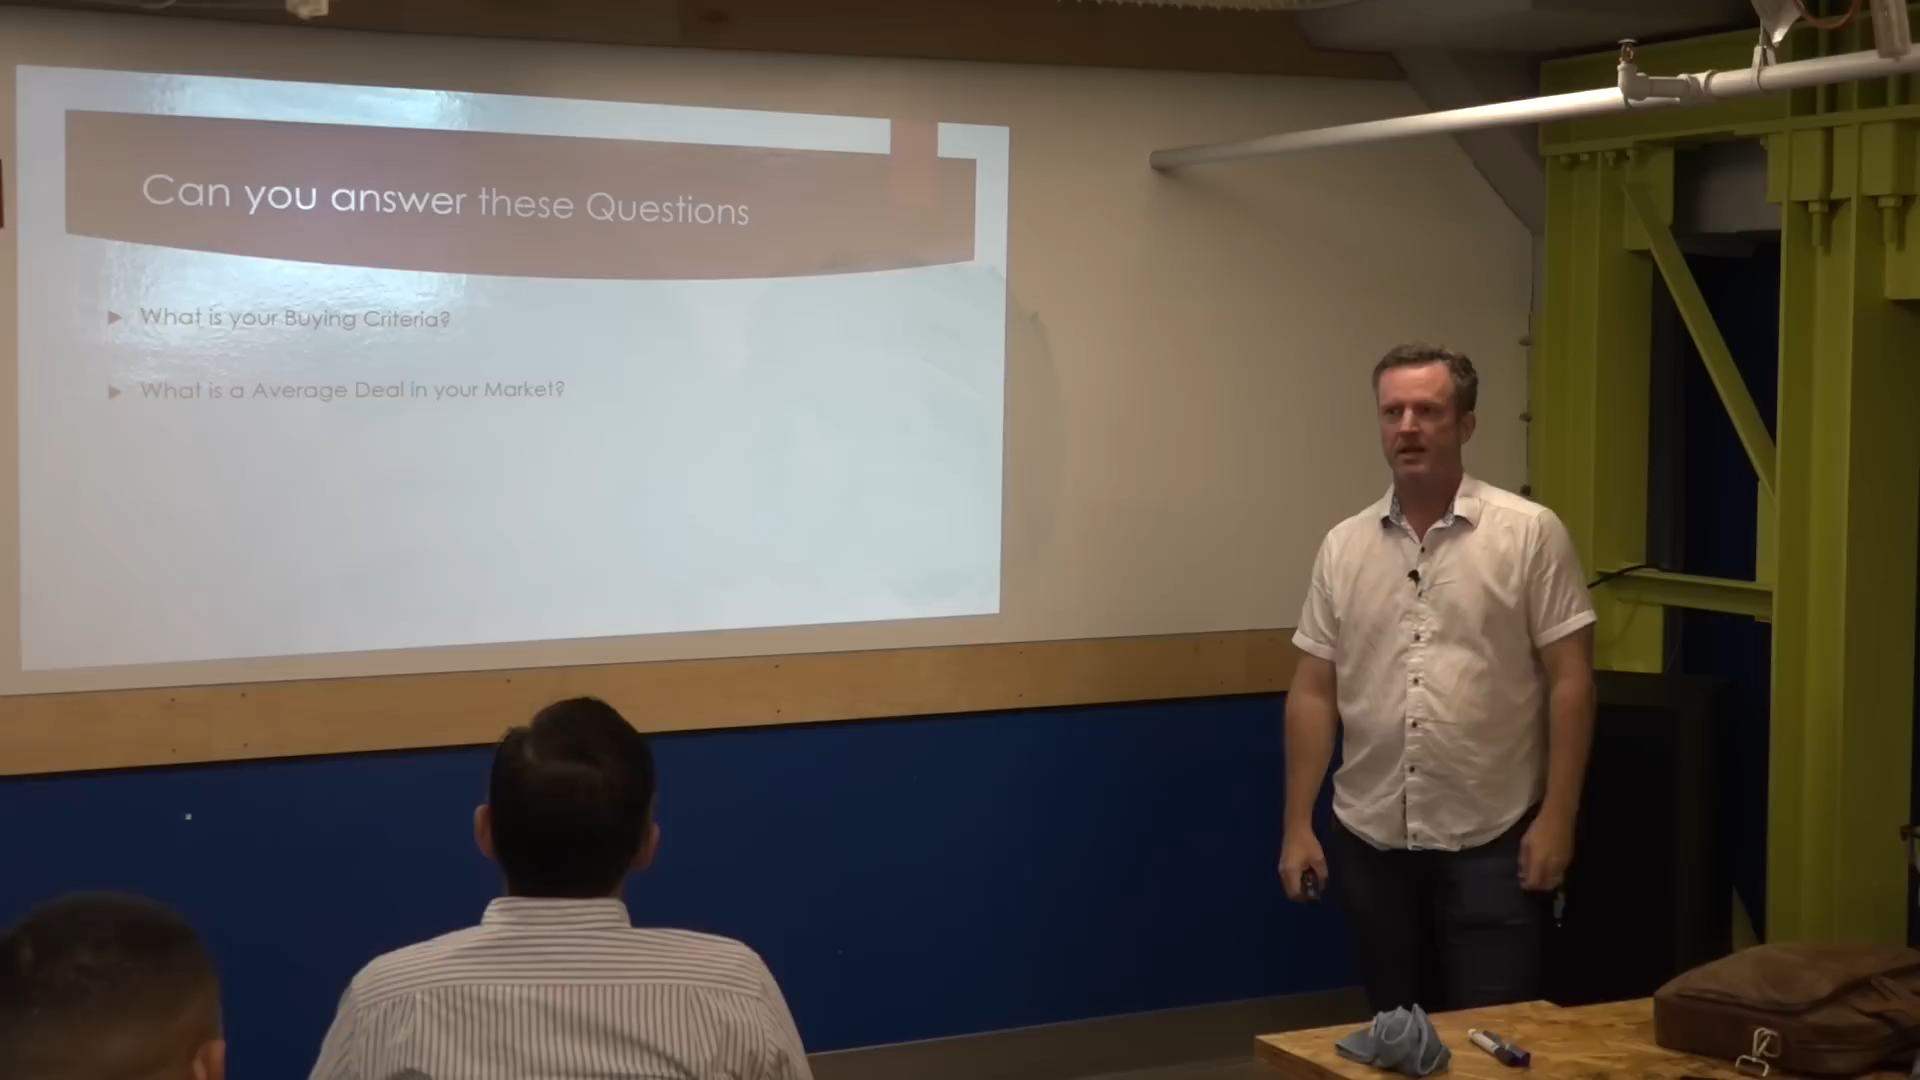 Can you answer these Questions
What is your Buying Criteria?
What is a Average Deal in your Market?